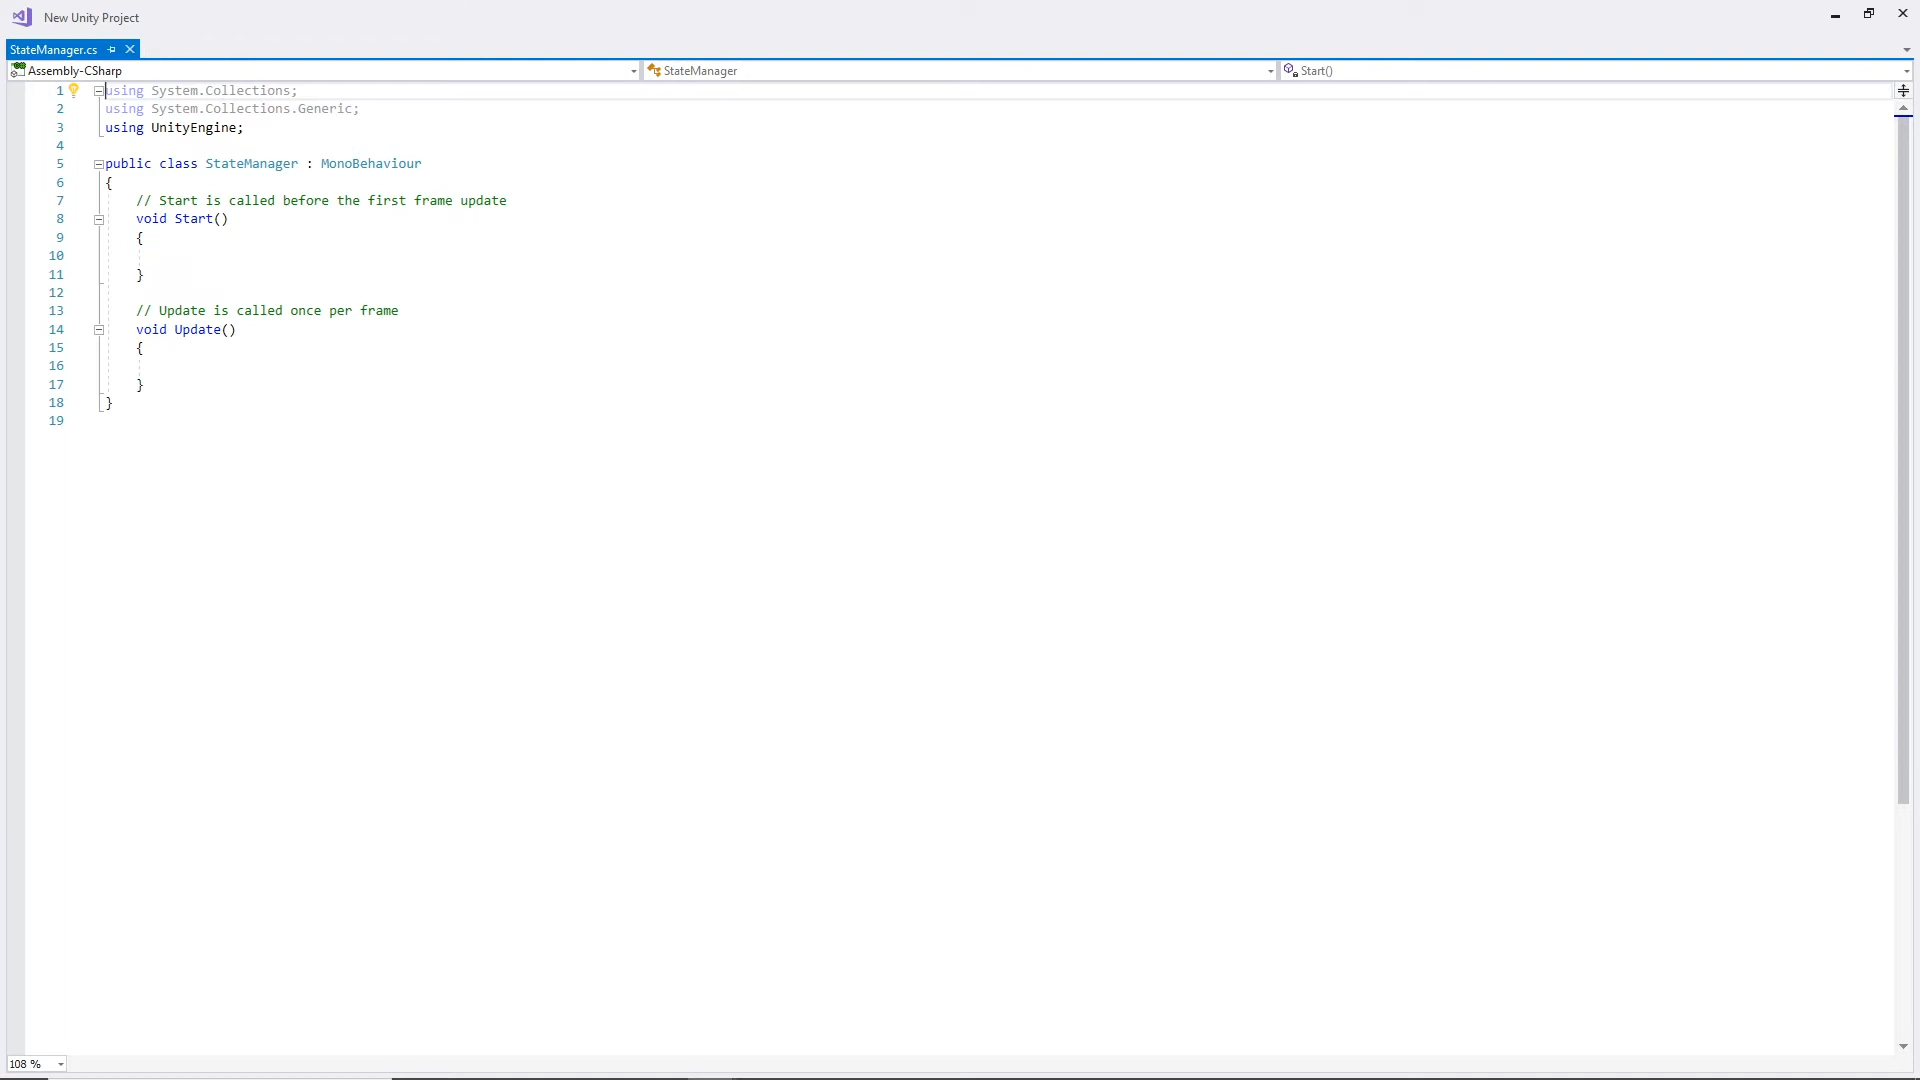 New Unity Project
StateManager.cs
Assembly-CSharp
StateManager
Start()
1 using System.Collections;
2 using System.Collections.Generic;
3 using UnityEngine;
4
5 public class StateManager : MonoBehaviour
6 {
7 // Start is called before the first frame update
8 void Start()
9 {
10
11 }
12
13 // Update is called once per frame
14 void Update()
15 {
16
17 }
18 }
19
108 %